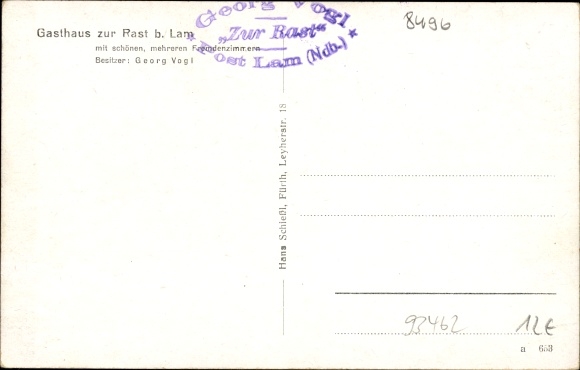 Gasthaus zur Rast b. Lam
mit schönen, mehreren Fremdenzimmern
Besitzer: Georg Vogl
Georg Vogl
„Zur Rast“
* Post Lam (Ndb.) *
8496
Hans Schießl, Fürth, Leyherstr. 18
93462
12€
a 653